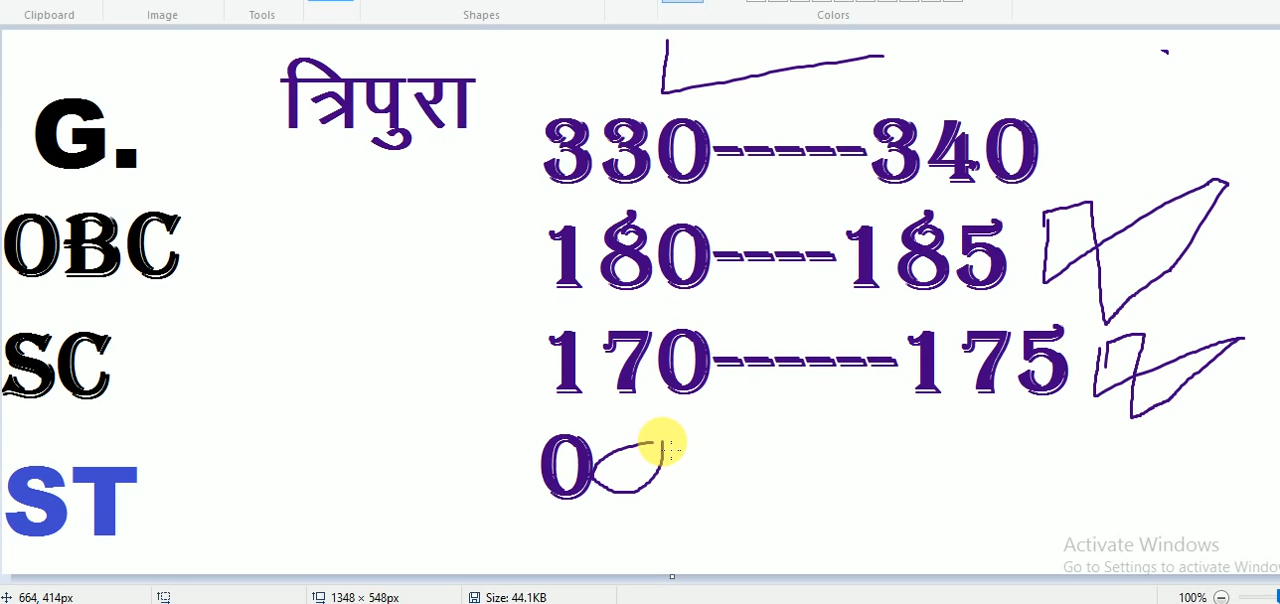 Clipboard Image Tools Shapes Colors
त्रिपुरा
G. 330-----340
OBC 180----185
SC 170------175
ST 0
Activate Windows
Go to Settings to activate Windo
664, 414px 1348 × 548px Size: 44.1KB 100%